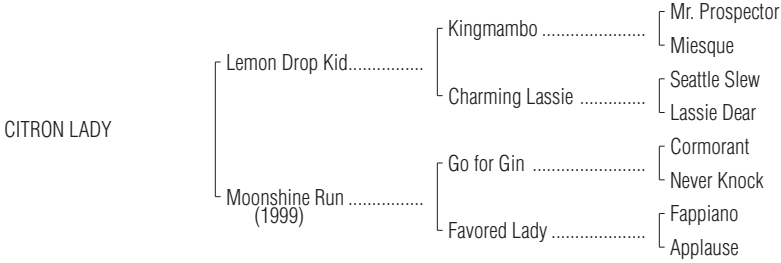 Mr. Prospector
Kingmambo ......................
Miesque
Lemon Drop Kid................
Seattle Slew
Charming Lassie ..............
Lassie Dear
CITRON LADY
Cormorant
Go for Gin ........................
Never Knock
Moonshine Run ................
(1999)
Fappiano
Favored Lady ....................
Applause